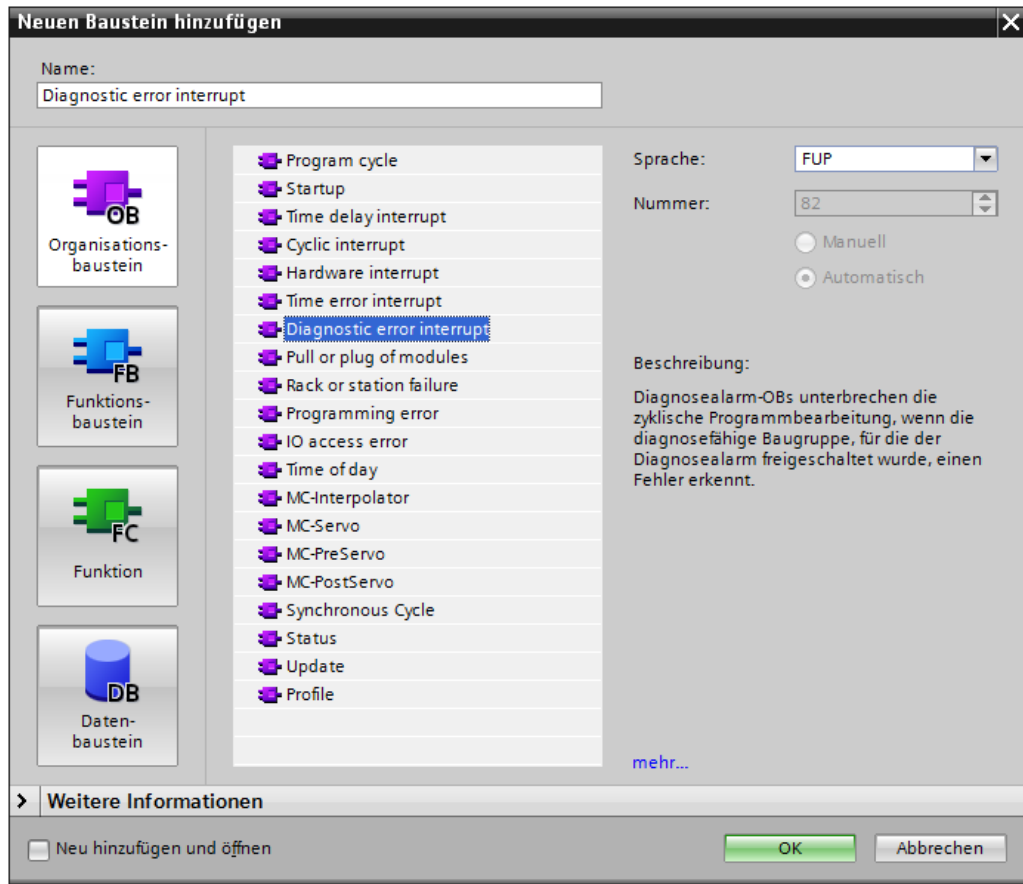 Neuen Baustein hinzufügen
Name:
Diagnostic error interrupt
OB
Organisations-
baustein
FB
Funktions-
baustein
FC
Funktion
DB
Daten-
baustein
Program cycle
Startup
Time delay interrupt
Cyclic interrupt
Hardware interrupt
Time error interrupt
Diagnostic error interrupt
Pull or plug of modules
Rack or station failure
Programming error
IO access error
Time of day
MC-Interpolator
MC-Servo
MC-PreServo
MC-PostServo
Synchronous Cycle
Status
Update
Profile
Sprache: FUP
Nummer: 82
Manuell
Automatisch
Beschreibung:
Diagnosealarm-OBs unterbrechen die
zyklische Programmbearbeitung, wenn die
diagnosefähige Baugruppe, für die der
Diagnosealarm freigeschaltet wurde, einen
Fehler erkennt.
mehr...
Weitere Informationen
Neu hinzufügen und öffnen
OK
Abbrechen